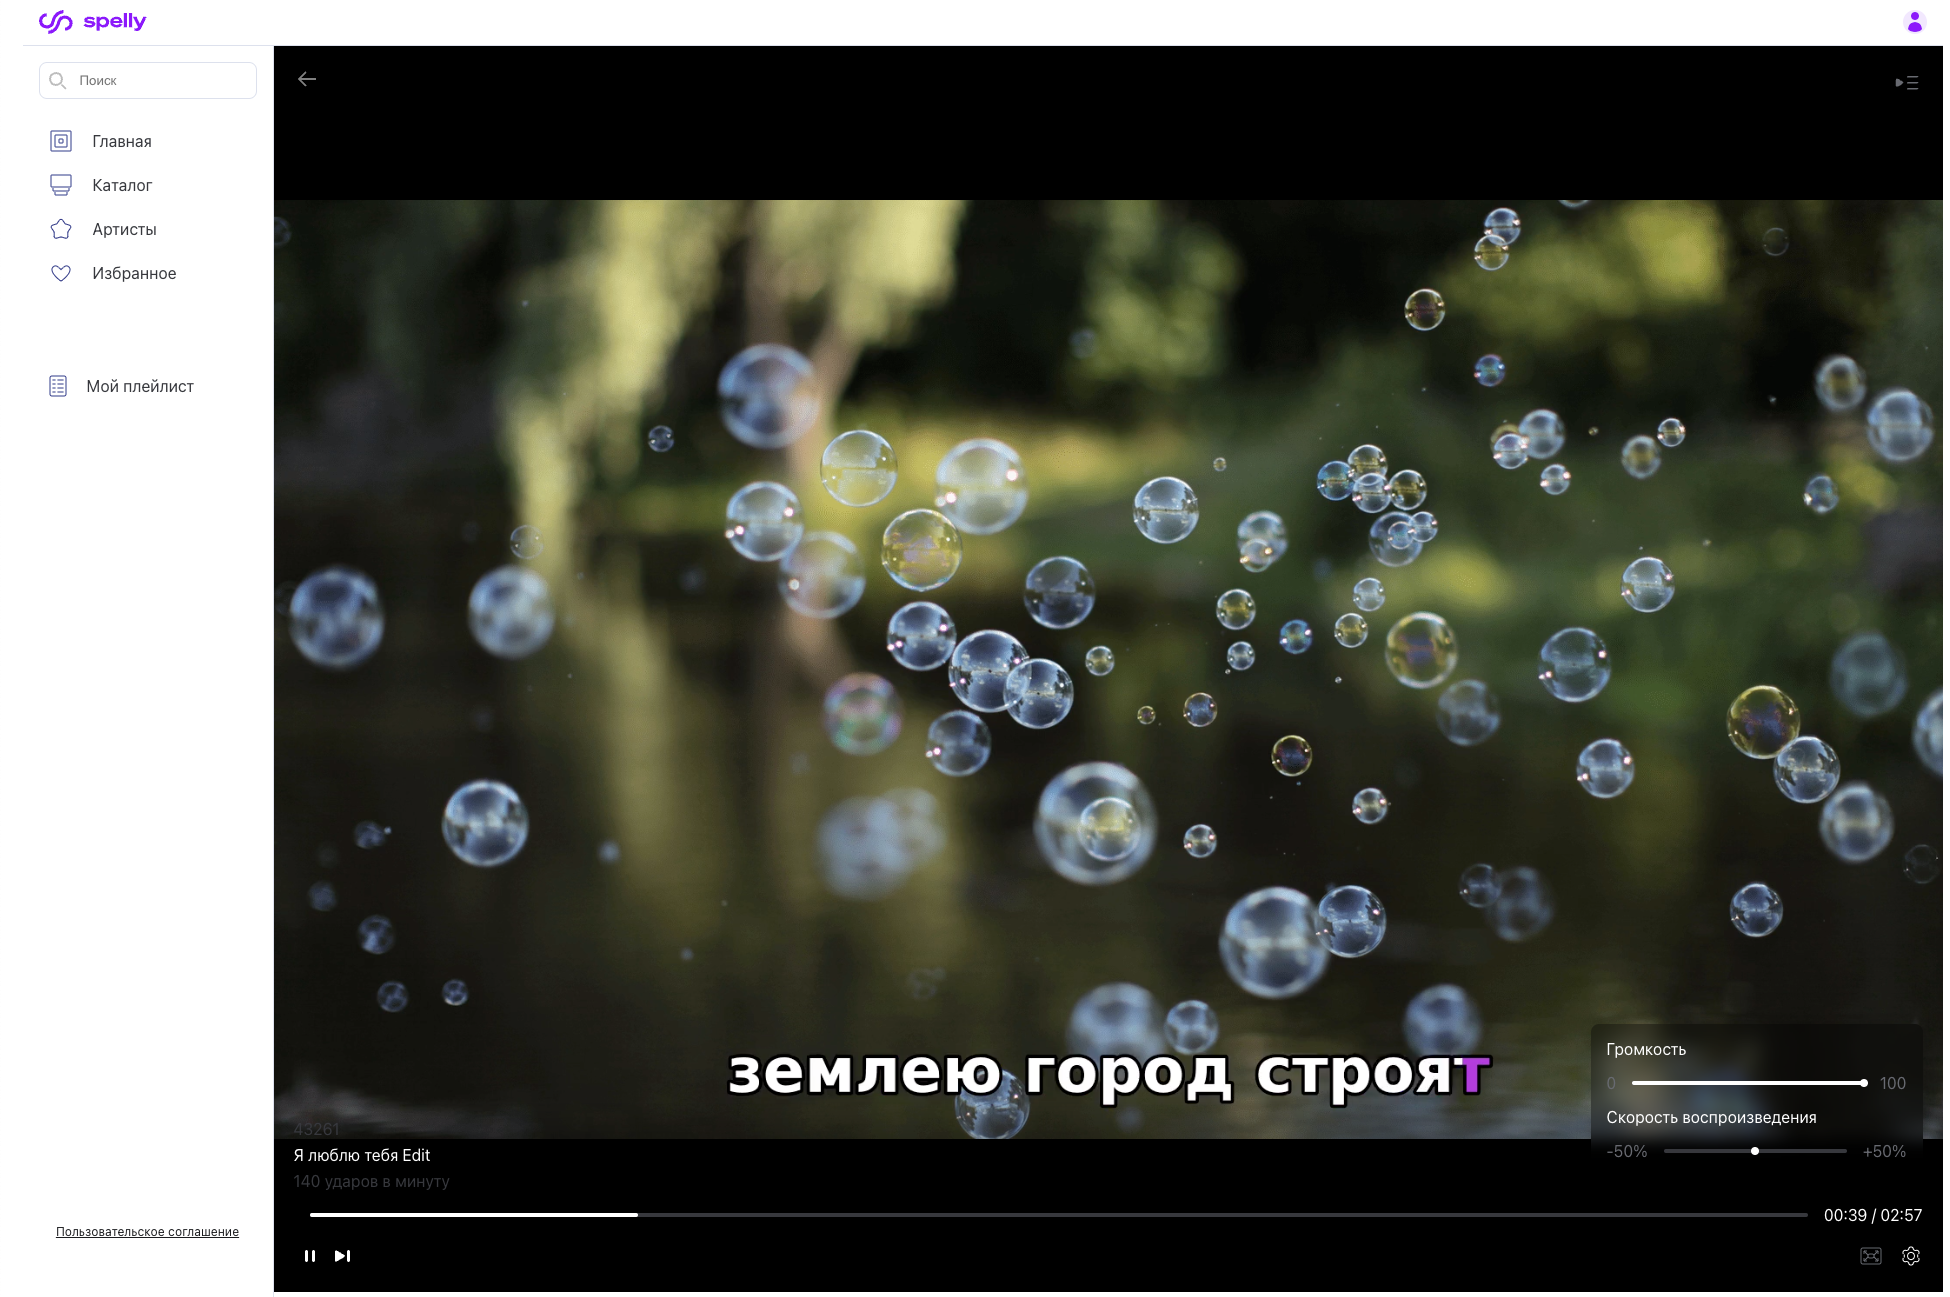 spelly
Поиск
Главная
Каталог
Артисты
Избранное
Мой плейлист
Пользовательское соглашение
землею город строят
Громкость
0 100
Скорость воспроизведения
-50% +50%
43261
Я люблю тебя Edit
140 ударов в минуту
00:39 / 02:57